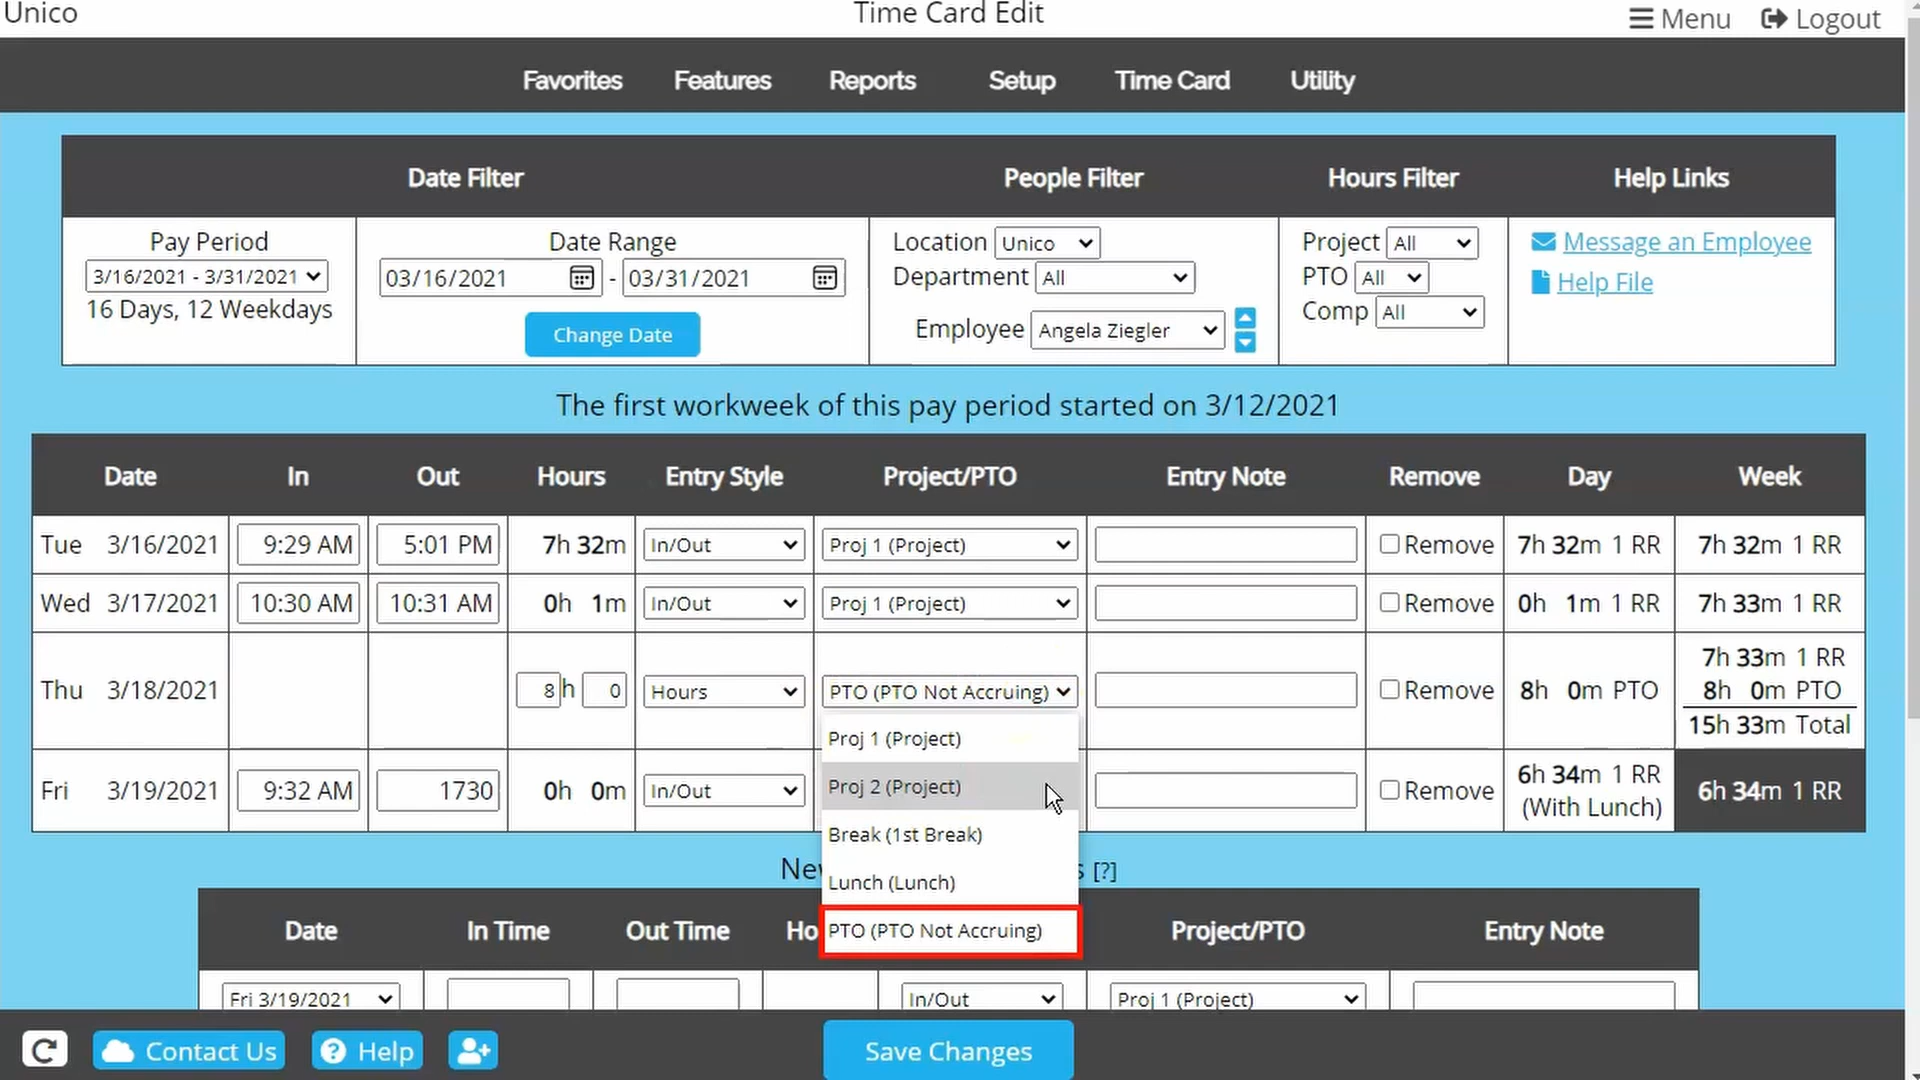 Unico
Time Card Edit
Menu
Logout
Favorites Features Reports Setup Time Card Utility
Date Filter People Filter Hours Filter Help Links
Pay Period
3/16/2021 - 3/31/2021
16 Days, 12 Weekdays
Date Range
03/16/2021 - 03/31/2021
Change Date
Location Unico
Department All
Employee Angela Ziegler
Project All
PTO All
Comp All
Message an Employee
Help File
The first workweek of this pay period started on 3/12/2021
Date In Out Hours Entry Style Project/PTO Entry Note Remove Day Week
Tue 3/16/2021 9:29 AM 5:01 PM 7h 32m In/Out Proj 1 (Project) Remove 7h 32m 1 RR 7h 32m 1 RR
Wed 3/17/2021 10:30 AM 10:31 AM 0h 1m In/Out Proj 1 (Project) Remove 0h 1m 1 RR 7h 33m 1 RR
Thu 3/18/2021 8 h 0 Hours PTO (PTO Not Accruing) Remove 8h 0m PTO
7h 33m 1 RR
8h 0m PTO
15h 33m Total
Proj 1 (Project)
Proj 2 (Project)
Break (1st Break)
Lunch (Lunch)
PTO (PTO Not Accruing)
Fri 3/19/2021 9:32 AM 1730 0h 0m In/Out Remove
6h 34m 1 RR
(With Lunch)
6h 34m 1 RR
[?]
Date In Time Out Time Project/PTO Entry Note
Fri 3/19/2021 In/Out Proj 1 (Project)
Contact Us
Help
Save Changes